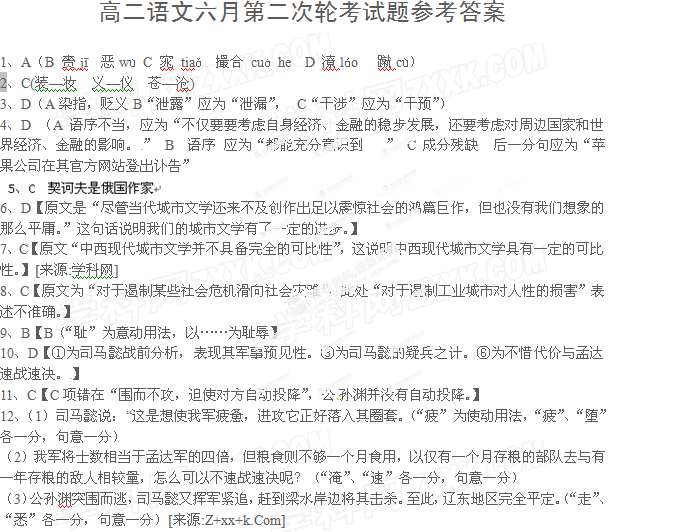 高二语文六月第二次轮考试题参考答案
1、A（B 赍 jī 恶 wù C 窕 tiǎo 撮合 cuō he D 潦 láo 蹴 cù）
2、C(装—妆 义—仪 苍—沧)
3、D（A 染指，贬义 B“泄露”应为“泄漏”， C“干涉”应为“干预”）
4、D （A 语序不当，应为“不仅要要考虑自身经济、金融的稳步发展，还要考虑对周边国家和世
界经济、金融的影响。” B 语序 应为“都能充分意识到 ” C 成分残缺 后一分句应为“苹
果公司在其官方网站登出讣告”
5、C 契诃夫是俄国作家
6、D【原文是“尽管当代城市文学还来不及创作出足以震惊社会的鸿篇巨作，但也没有我们想象的
那么平庸。”这句话说明我们的城市文学有了一定的进步。】
7、C【原文“中西现代城市文学并不具备完全的可比性”，这说明中西现代城市文学具有一定的可比
性。】[来源:学科网]
8、C【原文为“对于遏制某些社会危机滑向社会灾难”，此处“对于遏制工业城市对人性的损害”表
述不准确。】
9、B【B（“耻”为意动用法，以……为耻辱】
10、D【①为司马懿战前分析，表现其军事预见性。③为司马懿的疑兵之计。⑥为不惜代价与孟达
速战速决。】
11、C【C 项错在“围而不攻，迫使对方自动投降”，公孙渊并没有自动投降。】
12、（1）司马懿说：“这是想使我军疲惫，进攻它正好落入其圈套。（“疲”为使动用法，“疲”、“堕”
各一分，句意一分）
（2）我军将士数相当于孟达军的四倍，但粮食则不够一个月食用，以仅有一个月存粮的部队去与有
一年存粮的敌人相较量，怎么可以不速战速决呢？（“淹”、“速”各一分，句意一分）
（3）公孙渊突围而逃，司马懿又挥军紧追，赶到梁水岸边将其击杀。至此，辽东地区完全平定。（“走”、
“悉”各一分，句意一分）[来源:Z+xx+k.Com]